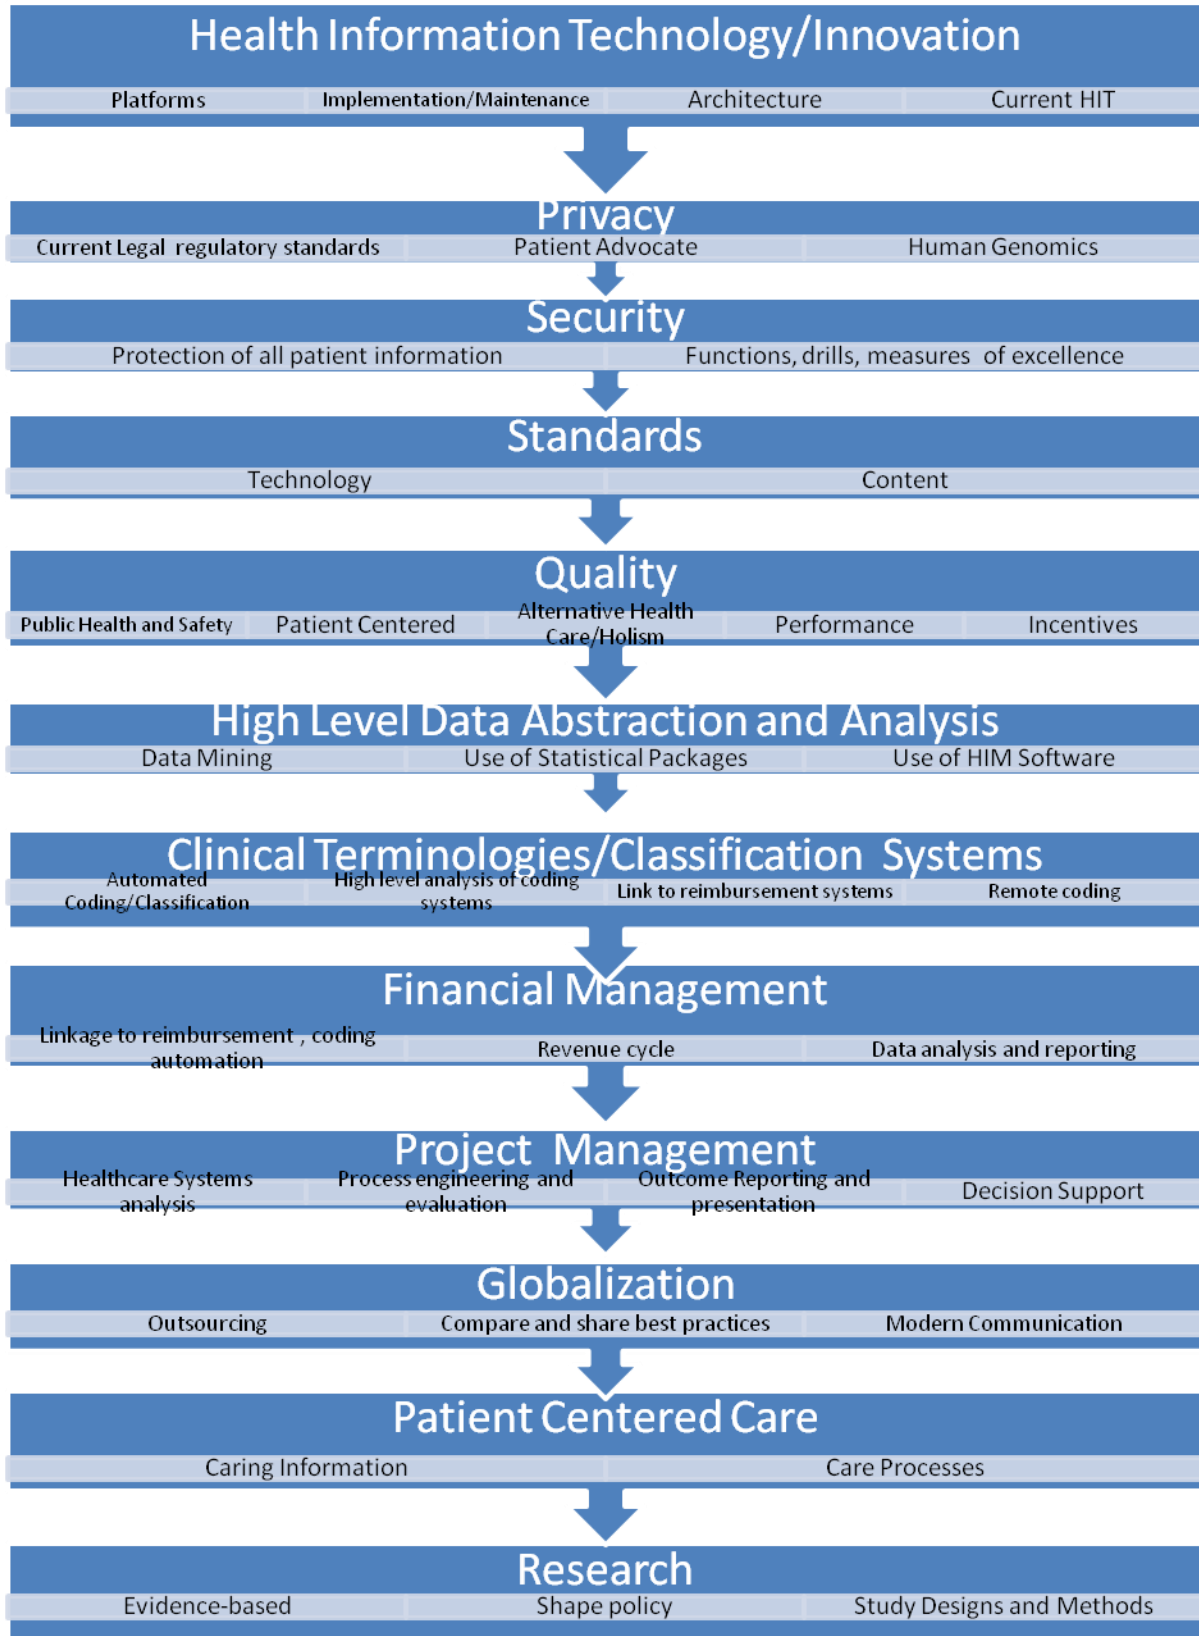 Health Information Technology/Innovation
Platforms
Implementation/Maintenance
Architecture
Current HIT
Privacy
Current Legal regulatory standards
Patient Advocate
Human Genomics
Security
Protection of all patient information
Functions, drills, measures of excellence
Standards
Technology
Content
Quality
Public Health and Safety
Patient Centered
Alternative Health
Care/Holism
Performance
Incentives
High Level Data Abstraction and Analysis
Data Mining
Use of Statistical Packages
Use of HIM Software
Clinical Terminologies/Classification Systems
Automated
Coding/Classification
High level analysis of coding
systems
Link to reimbursement systems
Remote coding
Financial Management
Linkage to reimbursement , coding
automation
Revenue cycle
Data analysis and reporting
Project Management
Healthcare Systems
analysis
Process engineering and
evaluation
Outcome Reporting and
presentation
Decision Support
Globalization
Outsourcing
Compare and share best practices
Modern Communication
Patient Centered Care
Caring Information
Care Processes
Research
Evidence-based
Shape policy
Study Designs and Methods